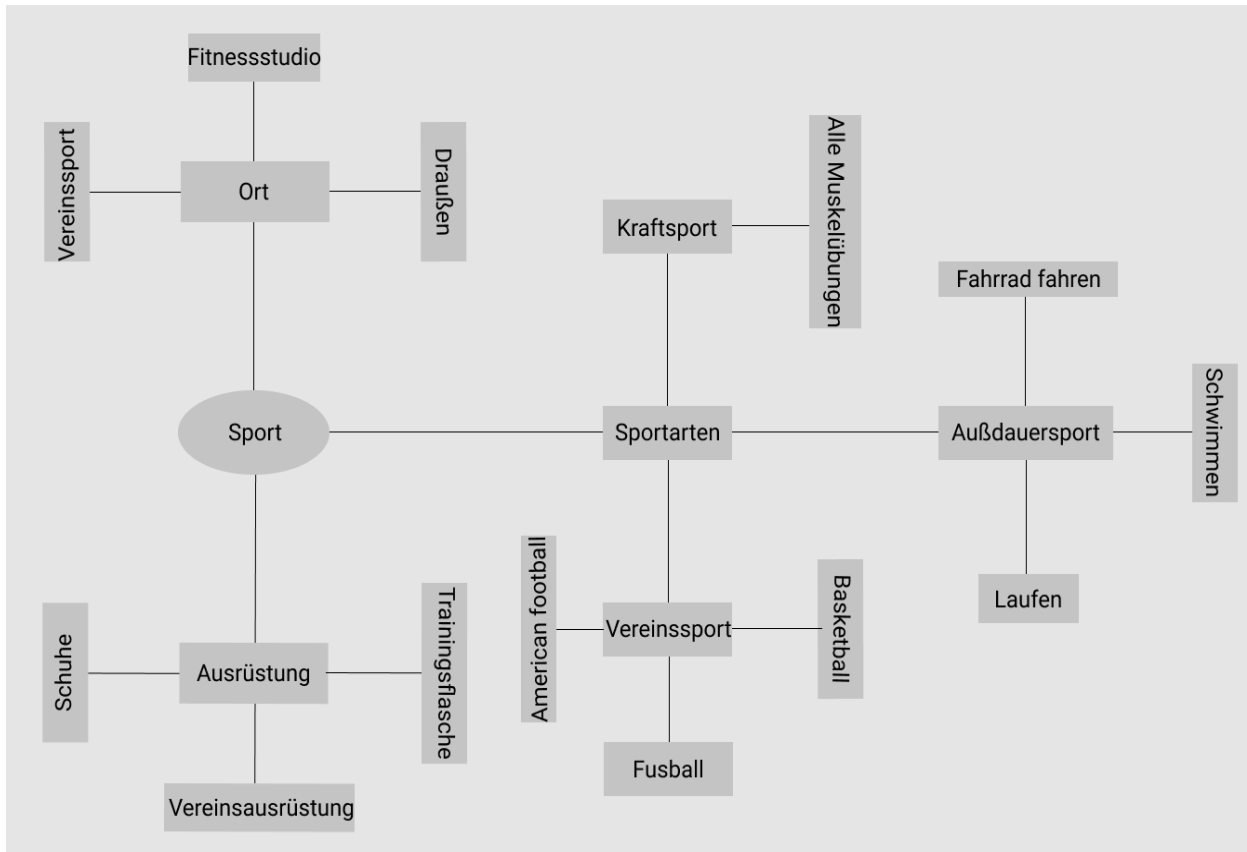 Fitnessstudio
Vereinssport
Ort
Draußen
Kraftsport
Alle Muskelübungen
Fahrrad fahren
Sport
Sportarten
Außdauersport
Schwimmen
American football
Vereinssport
Basketball
Laufen
Schuhe
Ausrüstung
Trainingsflasche
Fusball
Vereinsausrüstung